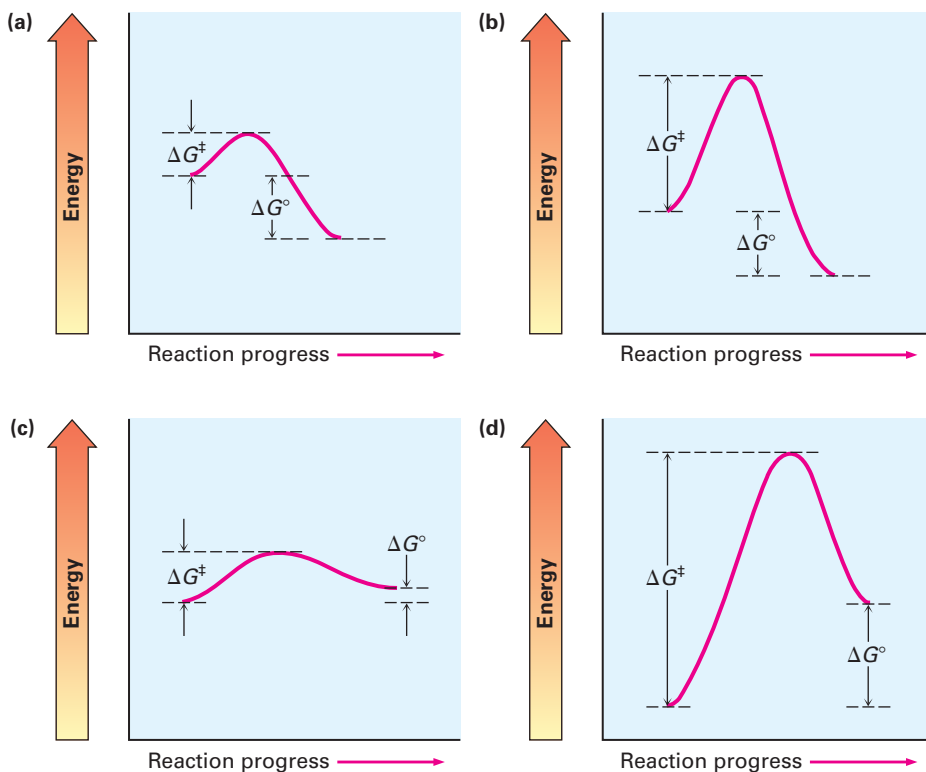 (a)
Energy
ΔG‡
ΔG°
Reaction progress
(b)
Energy
ΔG‡
ΔG°
Reaction progress
(c)
Energy
ΔG‡
ΔG°
Reaction progress
(d)
Energy
ΔG‡
ΔG°
Reaction progress